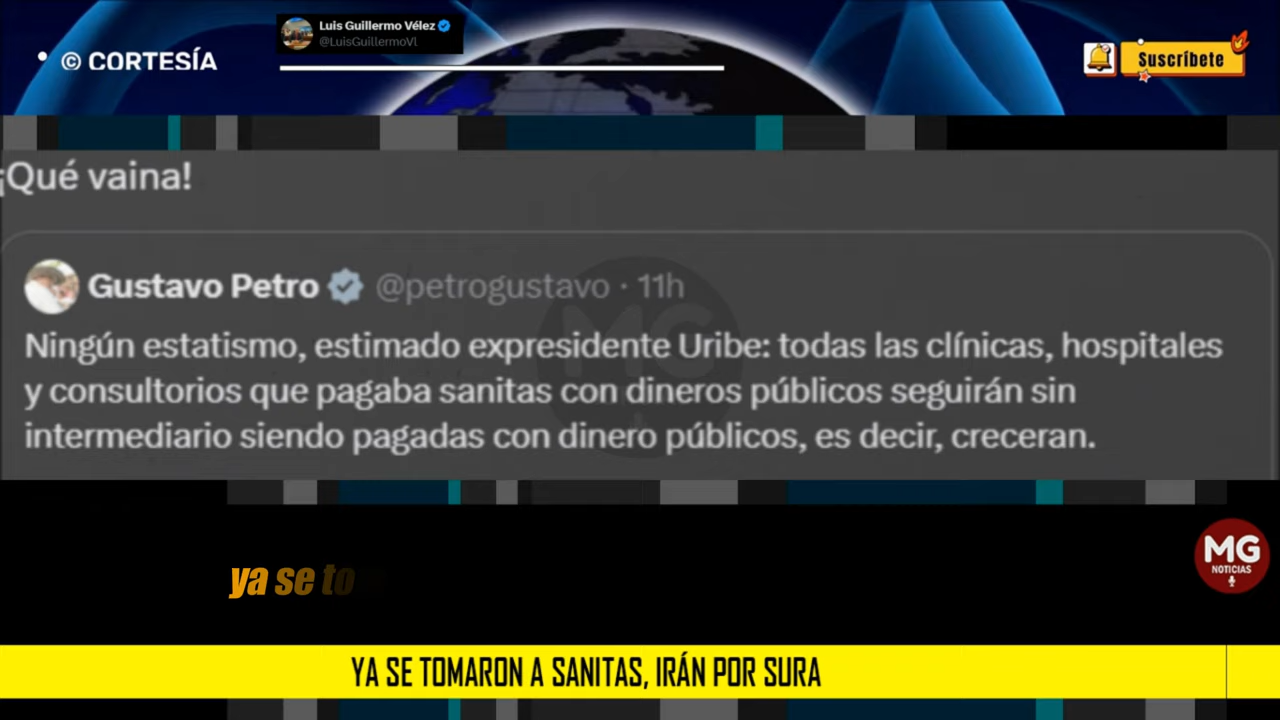 Luis Guillermo Vélez
@LuisGuillermoVl
© CORTESÍA
Suscríbete
¡Qué vaina!
Gustavo Petro @petrogustavo · 11h
Ningún estatismo, estimado expresidente Uribe: todas las clínicas, hospitales
y consultorios que pagaba sanitas con dineros públicos seguirán sin
intermediario siendo pagadas con dinero públicos, es decir, creceran.
MG
ya se to
MG
NOTICIAS
YA SE TOMARON A SANITAS, IRÁN POR SURA